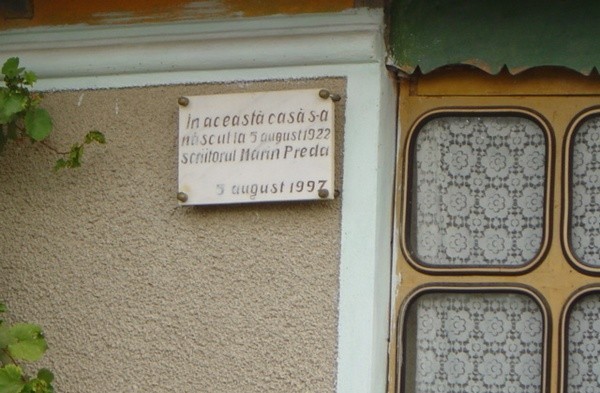 În această casă s-a
născut la 5 august 1922
scriitorul Marin Preda
5 august 1997